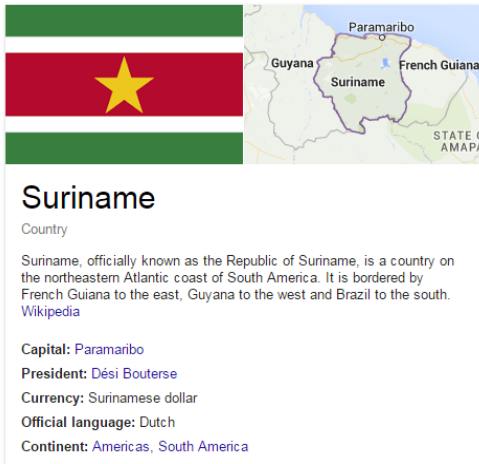 Paramaribo
Guyana
French Guiana
Suriname
STATE
AMAPA
Suriname
Country
Suriname, officially known as the Republic of Suriname, is a country on
the northeastern Atlantic coast of South America. It is bordered by
French Guiana to the east, Guyana to the west and Brazil to the south.
Wikipedia
Capital: Paramaribo
President: Dési Bouterse
Currency: Surinamese dollar
Official language: Dutch
Continent: Americas, South America